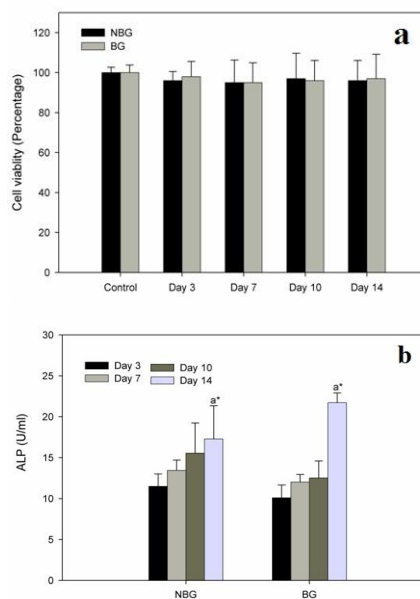 a
NBG
BG
120
100
80
60
40
20
0
Cell viablity (Percentage)
Control Day 3 Day 7 Day 10 Day 14
b
Day 3 Day 10
Day 7 Day 14
30
25
20
15
10
5
0
ALP (U/ml)
a* a*
NBG BG